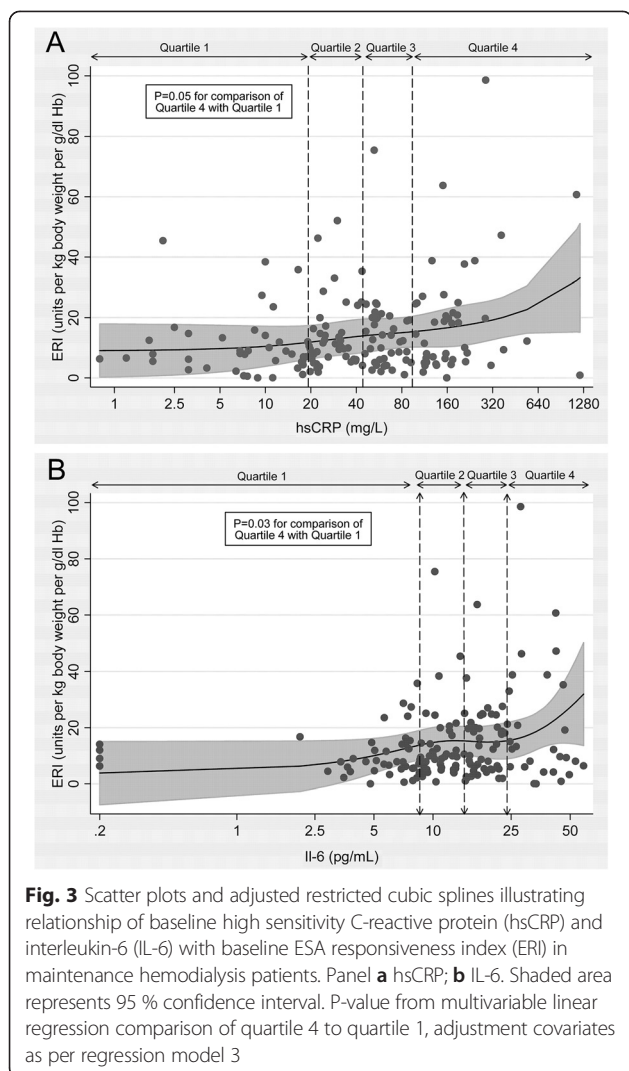 A
Quartile 1 Quartile 2 Quartile 3 Quartile 4
P=0.05 for comparison of
Quartile 4 with Quartile 1
ERI (units per kg body weight per g/dl Hb)
100
80
60
40
20
0
1 2.5 5 10 20 40 80 160 320 640 1280
hsCRP (mg/L)
B
Quartile 1 Quartile 2 Quartile 3 Quartile 4
P=0.03 for comparison of
Quartile 4 with Quartile 1
ERI (units per kg body weight per g/dl Hb)
100
80
60
40
20
0
.2 1 2.5 5 10 25 50
Il-6 (pg/mL)
Fig. 3 Scatter plots and adjusted restricted cubic splines illustrating
relationship of baseline high sensitivity C-reactive protein (hsCRP) and
interleukin-6 (IL-6) with baseline ESA responsiveness index (ERI) in
maintenance hemodialysis patients. Panel a hsCRP; b IL-6. Shaded area
represents 95 % confidence interval. P-value from multivariable linear
regression comparison of quartile 4 to quartile 1, adjustment covariates
as per regression model 3